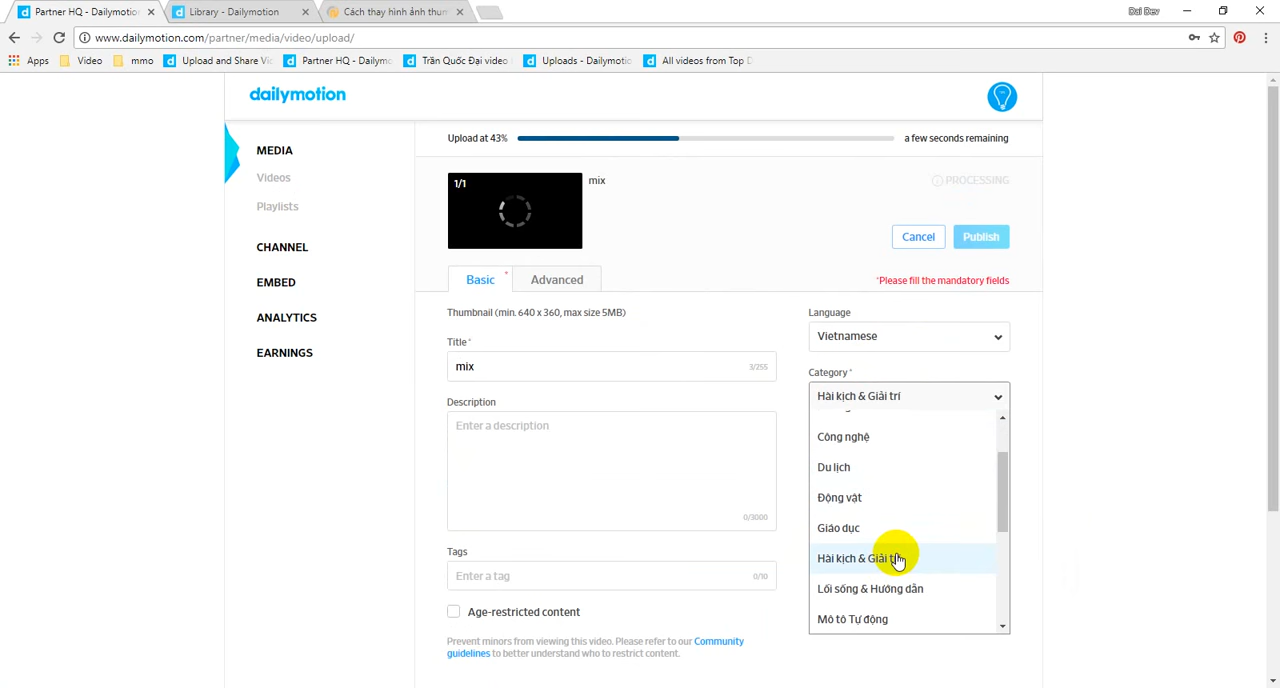 Partner HQ - Dailymotion
Library - Dailymotion
Cách thay hình ảnh thum
Dai Dev
www.dailymotion.com/partner/media/video/upload/
Apps
Video
mmo
Upload and Share Vi
Partner HQ - Dailymo
Trần Quốc Đại video
Uploads - Dailymotio
All videos from Top D
dailymotion
Upload at 43%
a few seconds remaining
MEDIA
Videos
Playlists
CHANNEL
EMBED
ANALYTICS
EARNINGS
1/1
mix
PROCESSING
Cancel
Publish
Basic *
Advanced
*Please fill the mandatory fields
Thumbnail (min. 640 x 360, max size 5MB)
Title*
mix
3/255
Description
Enter a description
0/3000
Tags
Enter a tag
0/10
Age-restricted content
Prevent minors from viewing this video. Please refer to our Community
guidelines to better understand who to restrict content.
Language
Vietnamese
Category*
Hài kịch & Giải trí
Công nghệ
Du lịch
Động vật
Giáo dục
Hài kịch & Giải trí
Lối sống & Hướng dẫn
Mô tô Tự động